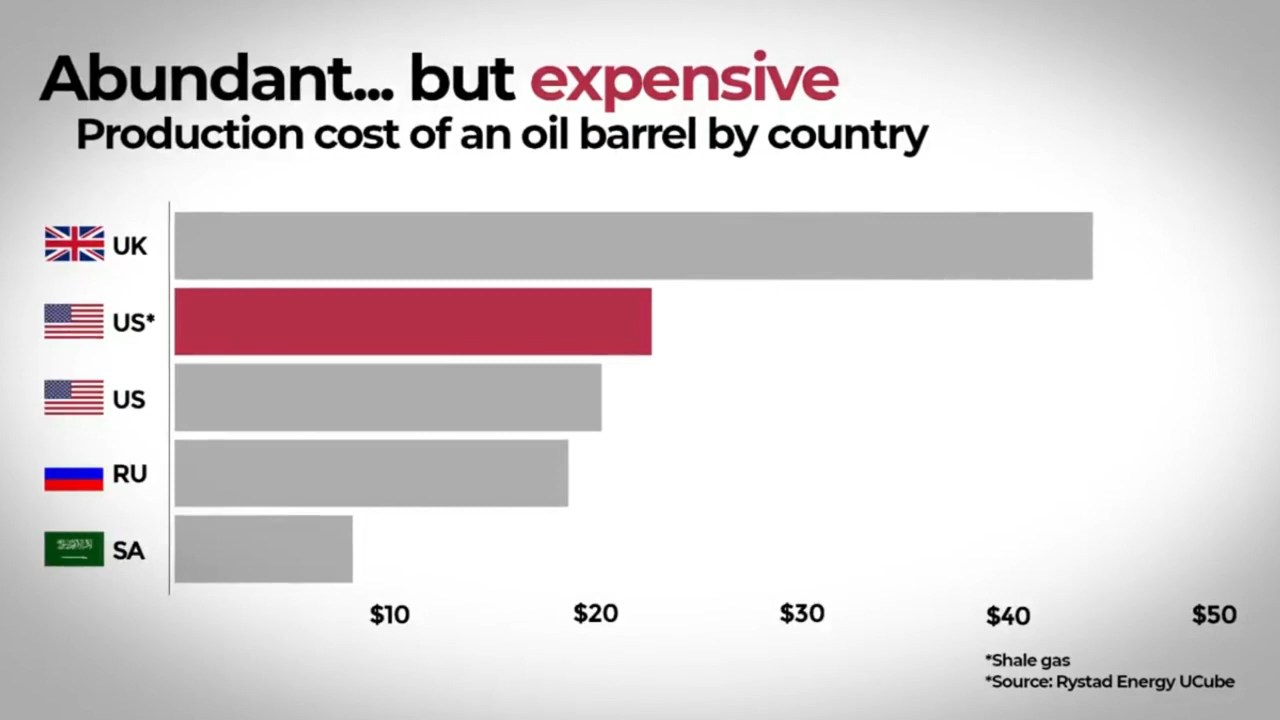 Abundant... but expensive
Production cost of an oil barrel by country
UK
US*
US
RU
SA
$10 $20 $30 $40 $50
*Shale gas
*Source: Rystad Energy UCube